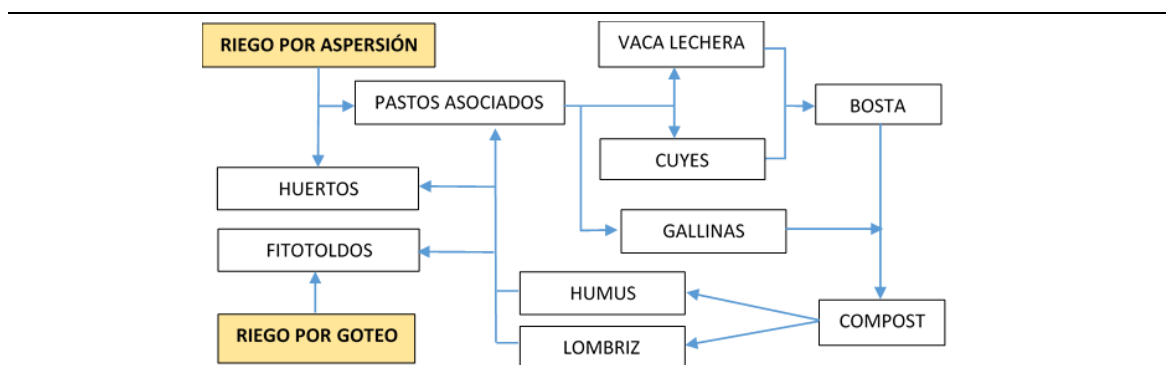 RIEGO POR ASPERSIÓN
VACA LECHERA
PASTOS ASOCIADOS
BOSTA
CUYES
HUERTOS
GALLINAS
FITOTOLDOS
HUMUS
COMPOST
RIEGO POR GOTEO
LOMBRIZ